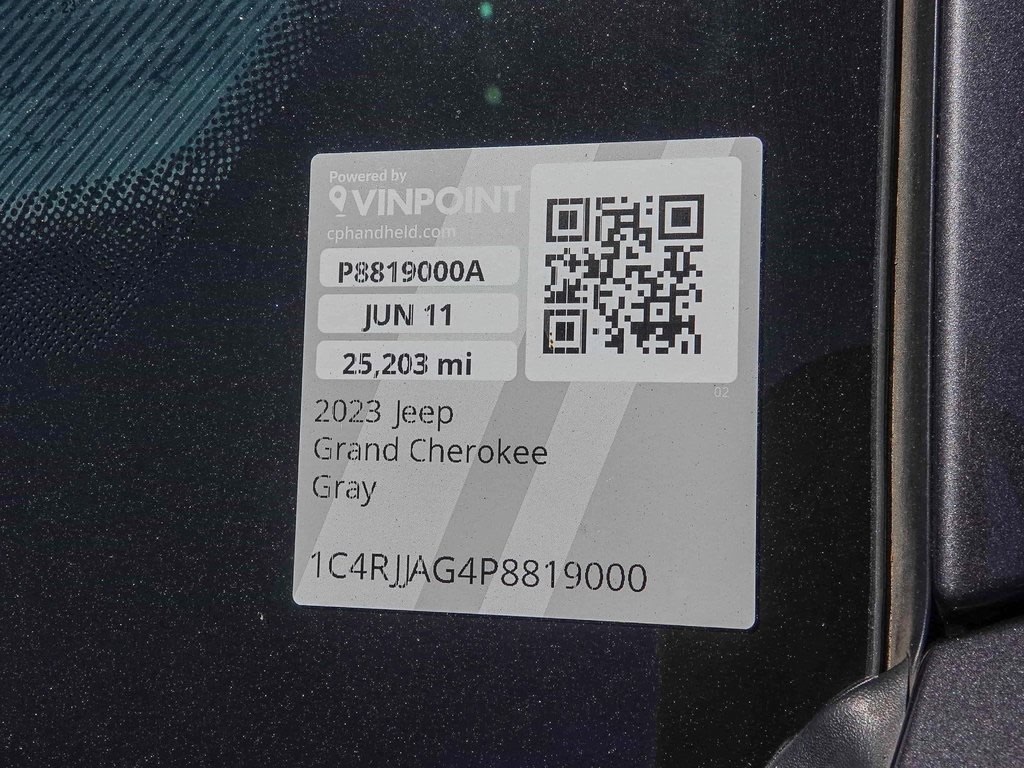 Powered by
VINPOINT
cphandheld.com
P8819000A
JUN 11
25,203 mi
02
2023 Jeep
Grand Cherokee
Gray
1C4RJJAG4P8819000